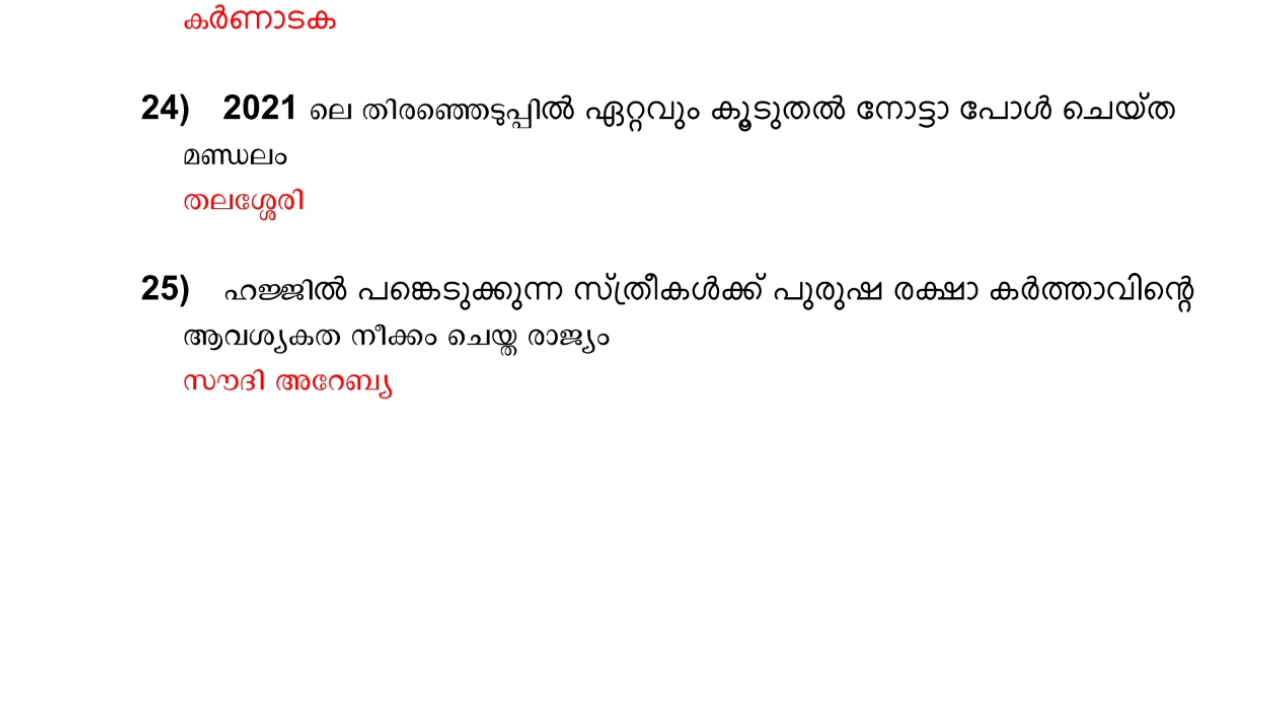 കർണാടക
24) 2021 ലെ തിരഞ്ഞെടുപ്പിൽ ഏറ്റവും കൂടുതൽ നോട്ടാ പോൾ ചെയ്ത
മണ്ഡലം
തലശ്ശേരി
25) ഹജ്ജിൽ പങ്കെടുക്കുന്ന സ്ത്രീകൾക്ക് പുരുഷ രക്ഷാ കർത്താവിന്റെ
ആവശ്യകത നീക്കം ചെയ്ത രാജ്യം
സൗദി അറേബ്യ